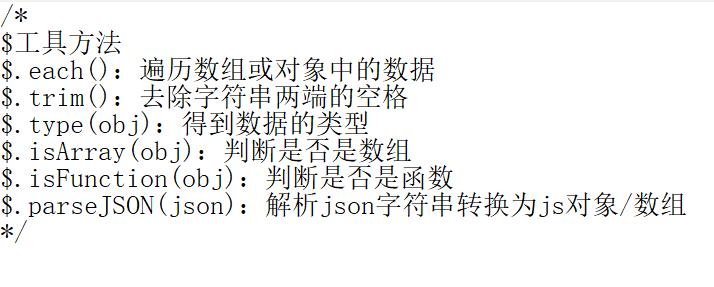 /*
$工具方法
$.each()：遍历数组或对象中的数据
$.trim()：去除字符串两端的空格
$.type(obj)：得到数据的类型
$.isArray(obj)：判断是否是数组
$.isFunction(obj)：判断是否是函数
$.parseJSON(json)：解析json字符串转换为js对象/数组
*/